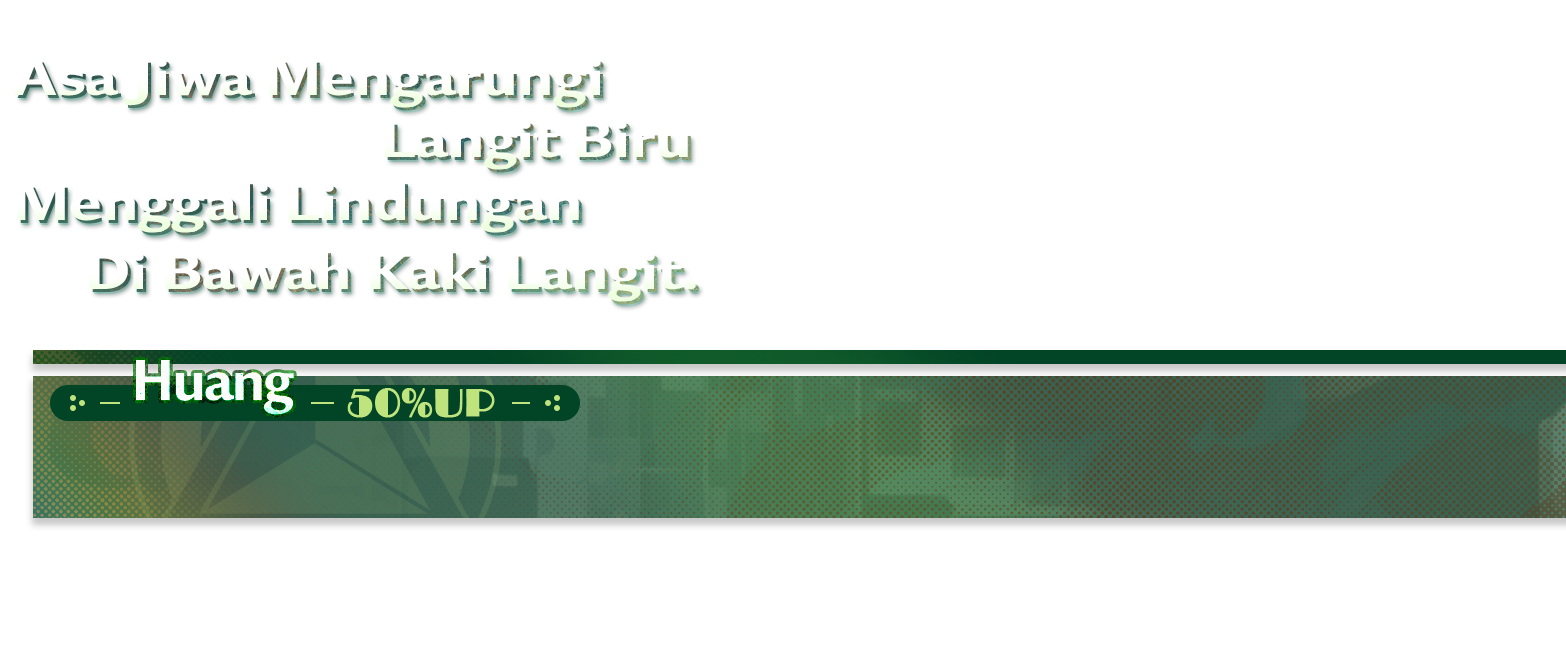 Asa Jiwa Mengarungi
Langit Biru
Menggali Lindungan
Di Bawah Kaki Langit.
Huang 50%UP